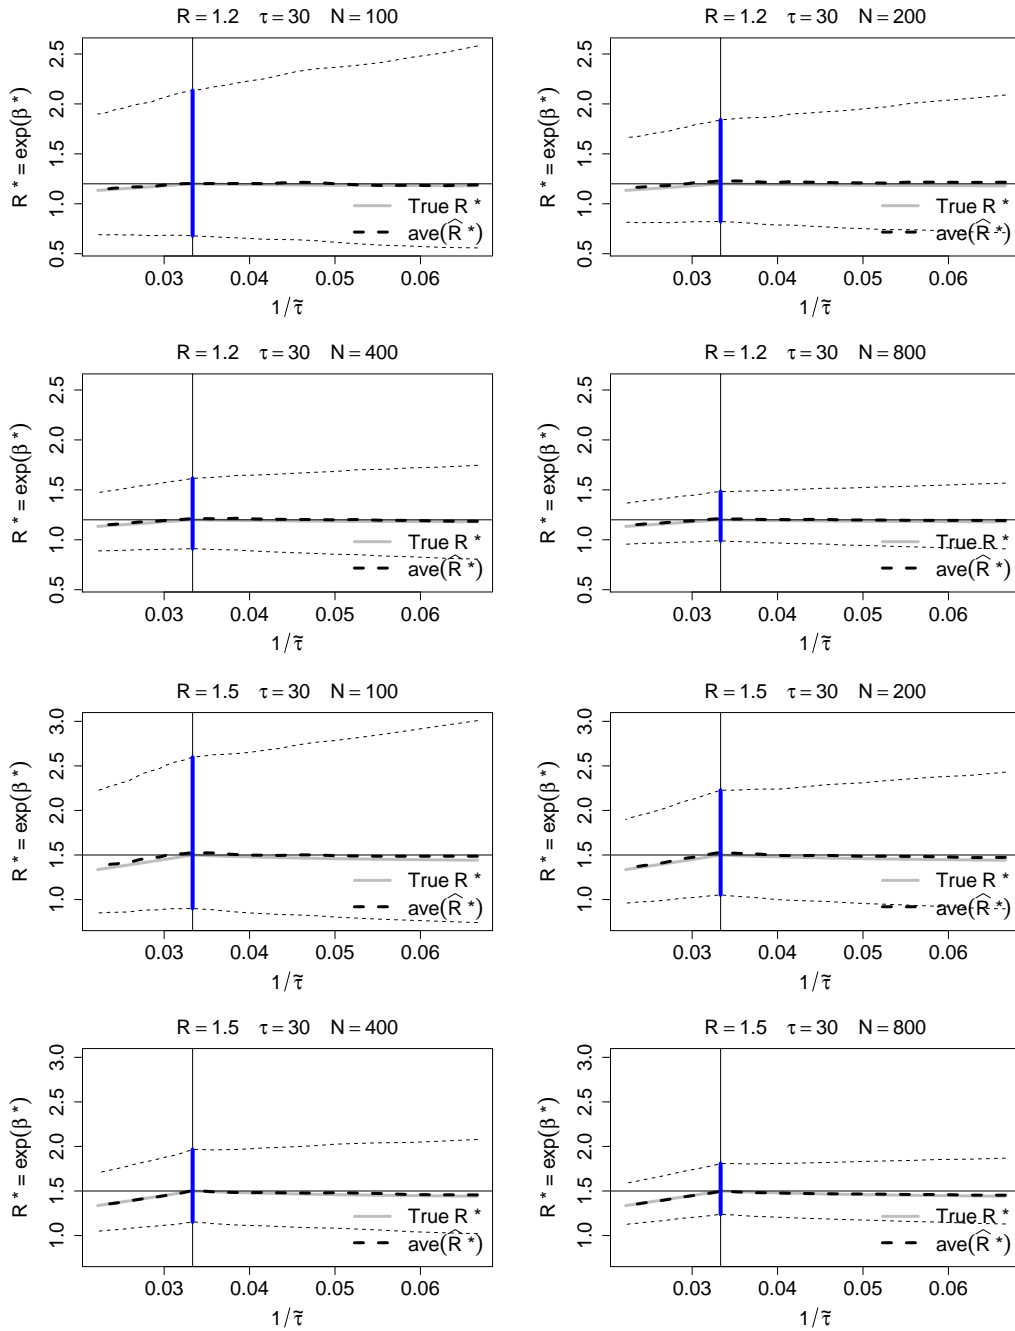 R = 1.2 τ = 30 N = 100
R * = exp(β *)
0.5 1.0 1.5 2.0 2.5
True R *
ave(R̂ *)
0.03 0.04 0.05 0.06
1/τ̃
R = 1.2 τ = 30 N = 200
R * = exp(β *)
0.5 1.0 1.5 2.0 2.5
True R *
ave(R̂ *)
0.03 0.04 0.05 0.06
1/τ̃
R = 1.2 τ = 30 N = 400
R * = exp(β *)
0.5 1.0 1.5 2.0 2.5
True R *
ave(R̂ *)
0.03 0.04 0.05 0.06
1/τ̃
R = 1.2 τ = 30 N = 800
R * = exp(β *)
0.5 1.0 1.5 2.0 2.5
True R *
ave(R̂ *)
0.03 0.04 0.05 0.06
1/τ̃
R = 1.5 τ = 30 N = 100
R * = exp(β *)
1.0 1.5 2.0 2.5 3.0
True R *
ave(R̂ *)
0.03 0.04 0.05 0.06
1/τ̃
R = 1.5 τ = 30 N = 200
R * = exp(β *)
1.0 1.5 2.0 2.5 3.0
True R *
ave(R̂ *)
0.03 0.04 0.05 0.06
1/τ̃
R = 1.5 τ = 30 N = 400
R * = exp(β *)
1.0 1.5 2.0 2.5 3.0
True R *
ave(R̂ *)
0.03 0.04 0.05 0.06
1/τ̃
R = 1.5 τ = 30 N = 800
R * = exp(β *)
1.0 1.5 2.0 2.5 3.0
True R *
ave(R̂ *)
0.03 0.04 0.05 0.06
1/τ̃